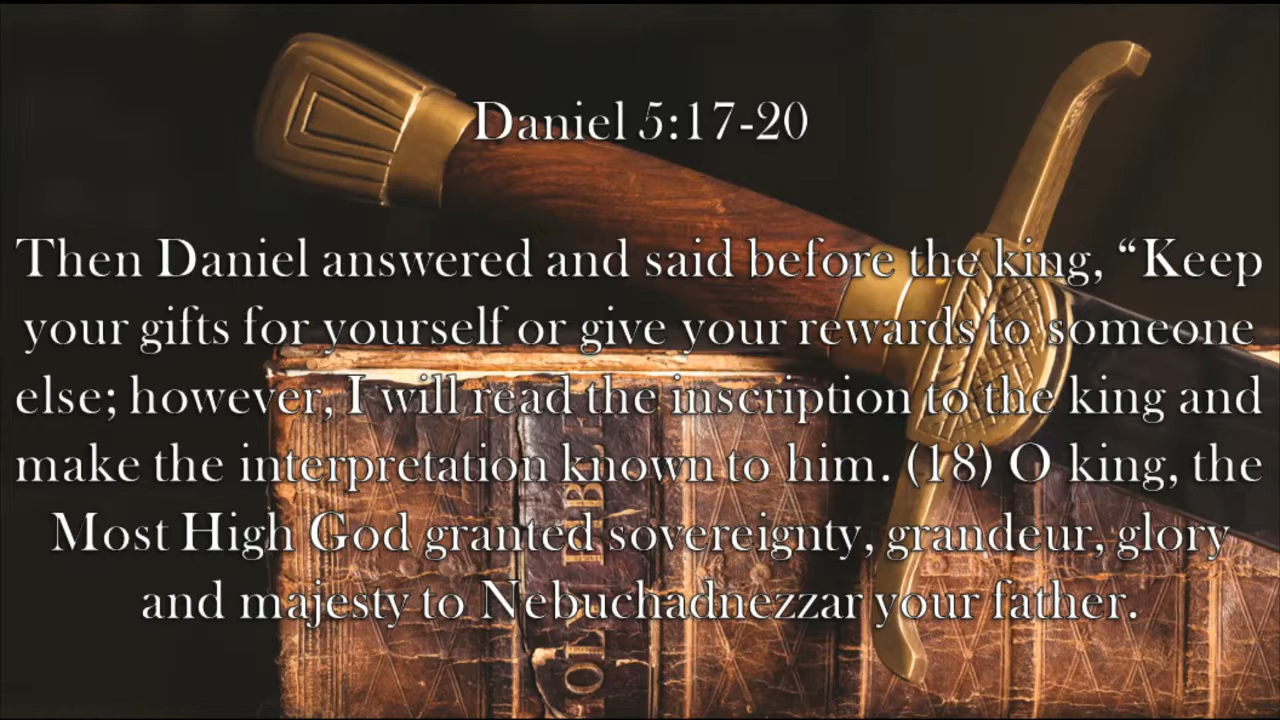 Daniel 5:17-20
Then Daniel answered and said before the king, “Keep
your gifts for yourself or give your rewards to someone
else; however, I will read the inscription to the king and
make the interpretation known to him. (18) O king, the
Most High God granted sovereignty, grandeur, glory
and majesty to Nebuchadnezzar your father.
HOLY BIBLE